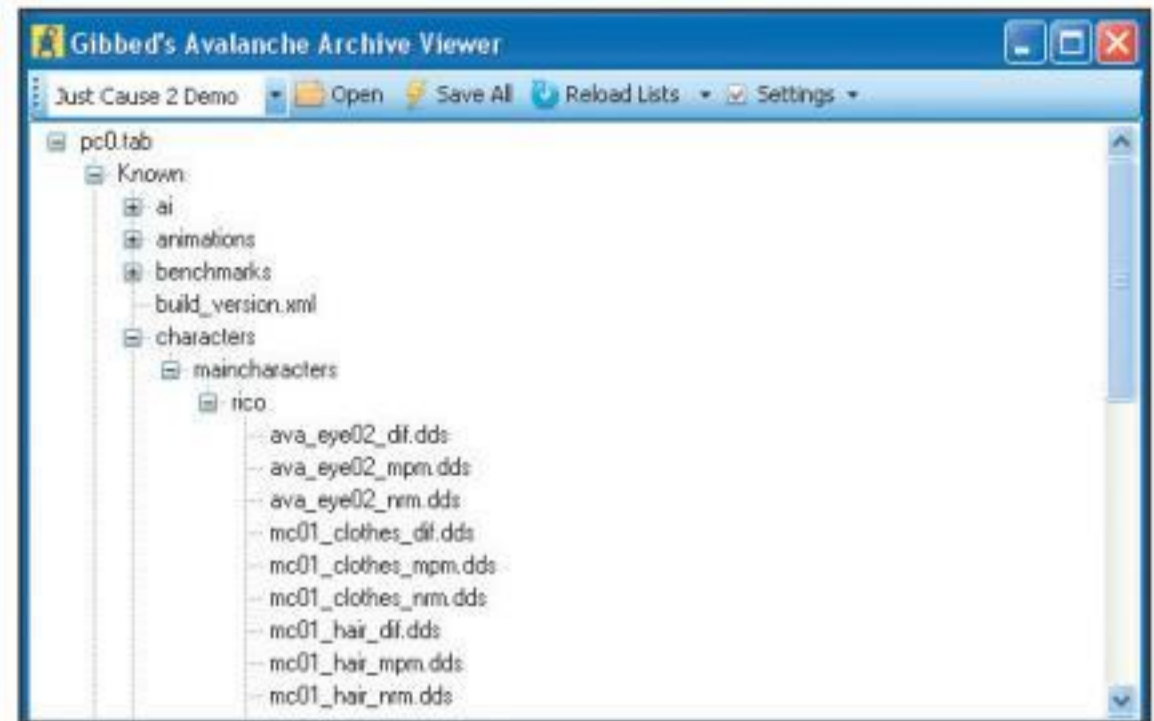 Gibbed's Avalanche Archive Viewer
Just Cause 2 Demo Open Save All Reload Lists Settings
pc0.tab
Known
ai
animations
benchmarks
build_version.xml
characters
maincharacters
rico
ava_eye02_dif.dds
ava_eye02_mpm.dds
ava_eye02_nrm.dds
mc01_clothes_dif.dds
mc01_clothes_mpm.dds
mc01_clothes_nrm.dds
mc01_hair_dif.dds
mc01_hair_mpm.dds
mc01_hair_nrm.dds